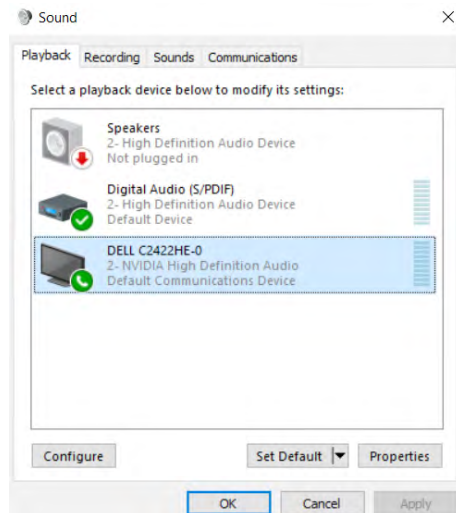 Sound
Playback Recording Sounds Communications
Select a playback device below to modify its settings:
Speakers
2- High Definition Audio Device
Not plugged in
Digital Audio (S/PDIF)
2- High Definition Audio Device
Default Device
DELL C2422HE-0
2- NVIDIA High Definition Audio
Default Communications Device
Configure Set Default Properties
OK Cancel Apply